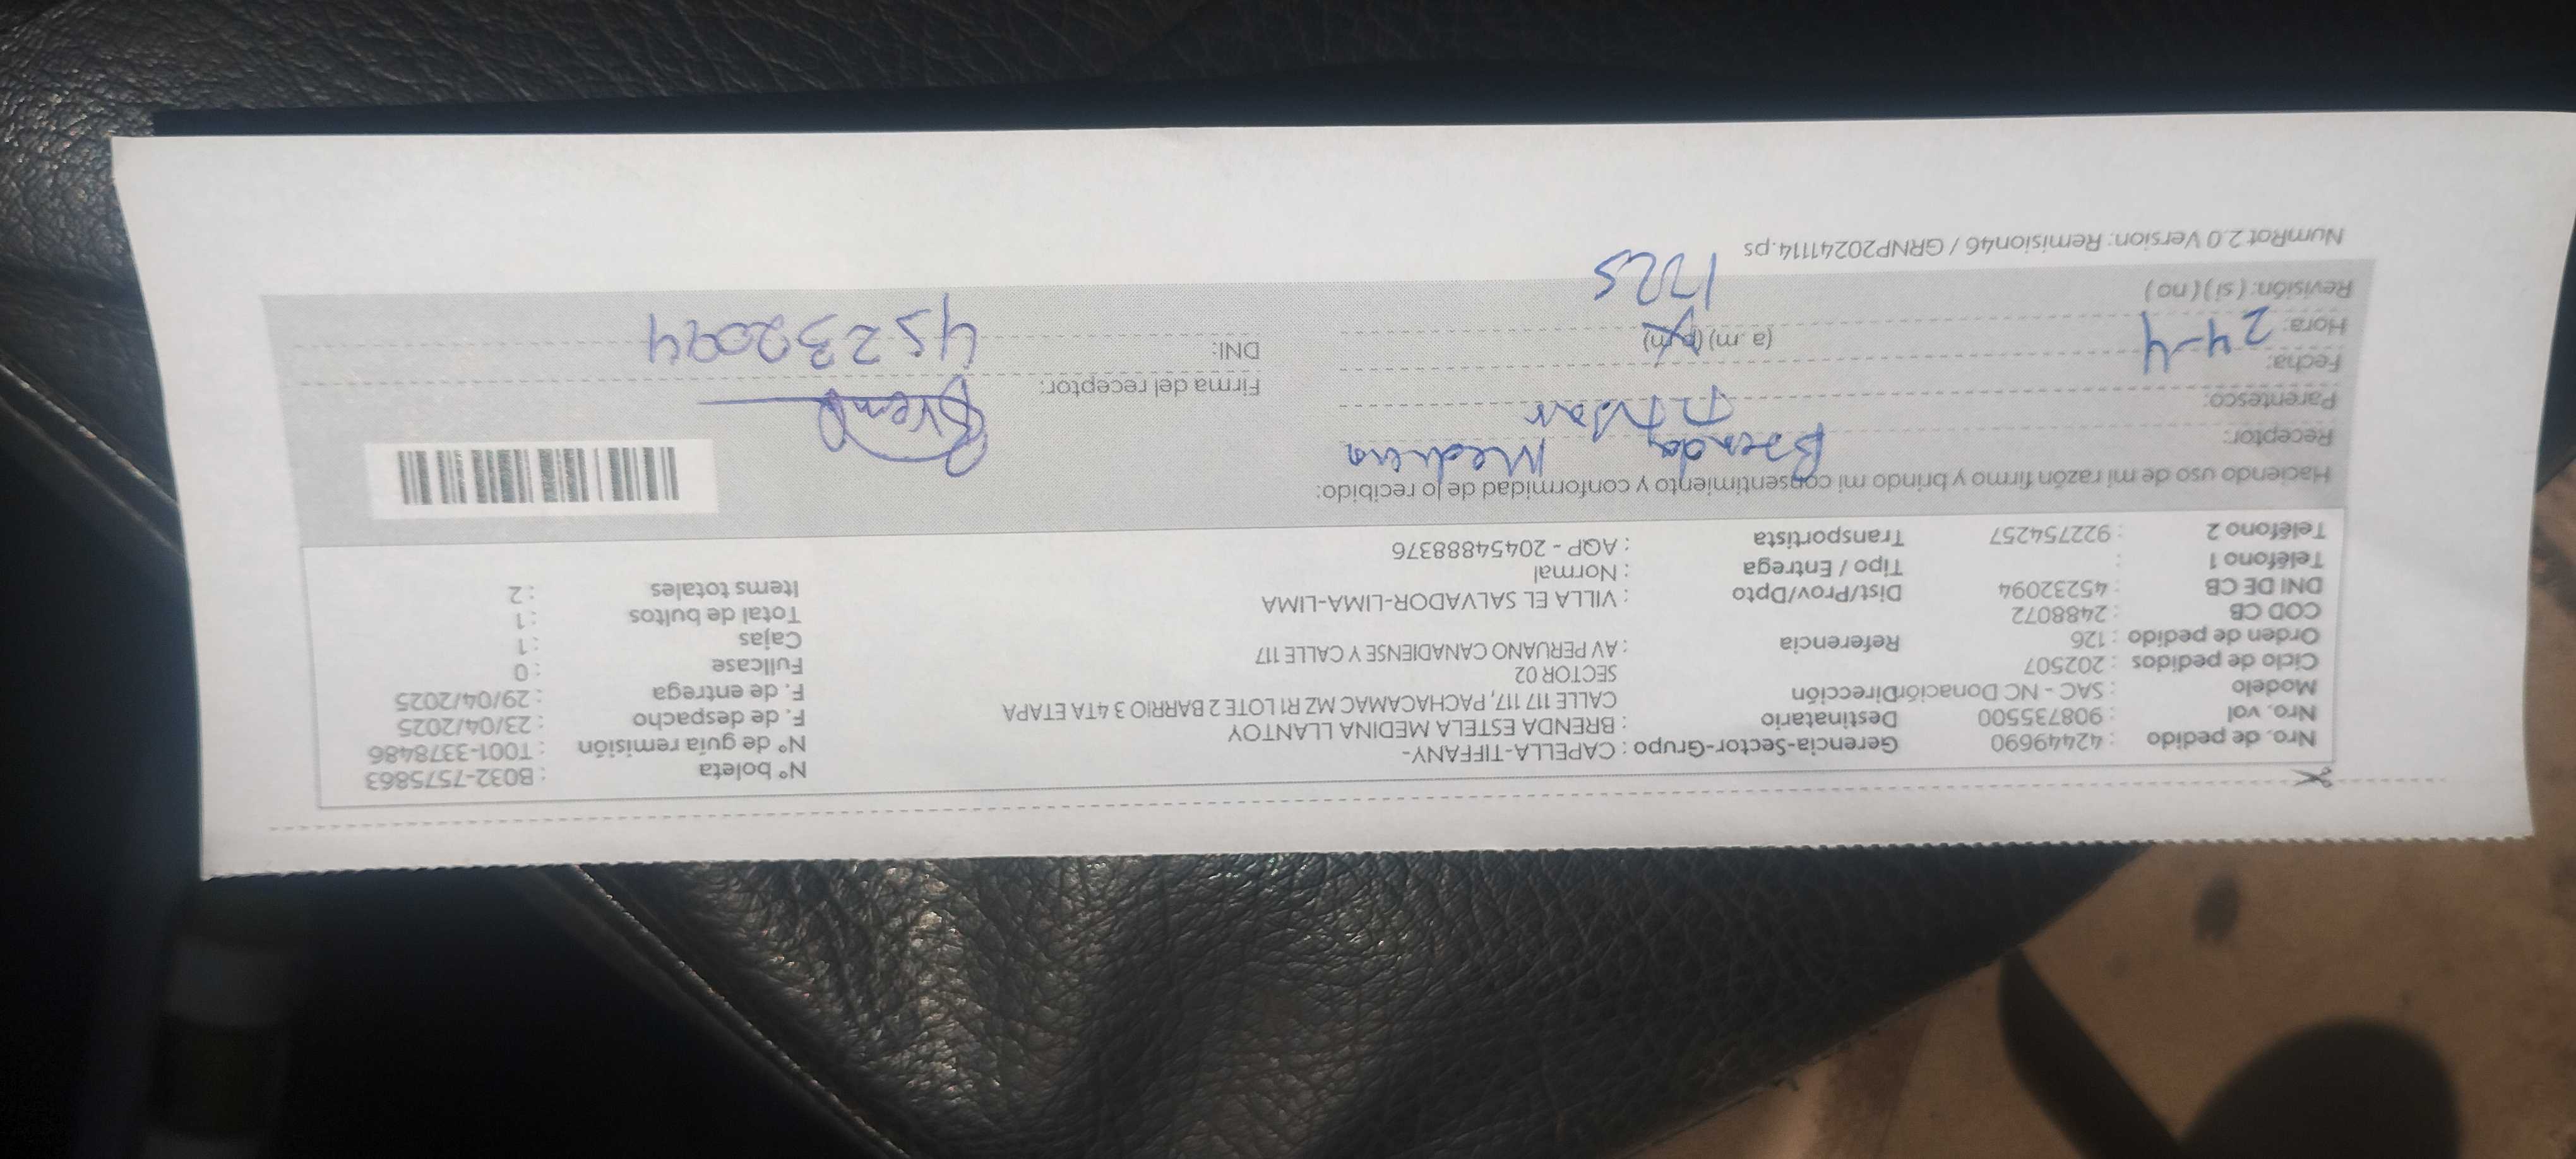 Nro. de pedido : 42449690 Gerencia-Sector-Grupo : CAPELLA-TIFFANY- N° boleta : B032-7575863
Nro. vol : 908735500 Destinatario : BRENDA ESTELA MEDINA LLANTOY N° de guía remisión : T001-3378486
Modelo : SAC - NC Donación Dirección CALLE 117 117, PACHACAMAC MZ R1 LOTE 2 BARRIO 3 4TA ETAPA F. de despacho : 23/04/2025
SECTOR 02
Ciclo de pedidos : 202507 F. de entrega : 29/04/2025
Orden de pedido : 126 Referencia : AV PERUANO CANADIENSE Y CALLE 117 Fullcase : 0
COD CB : 2488072 Cajas : 1
DNI DE CB : 45232094 Dist/Prov/Dpto : VILLA EL SALVADOR-LIMA-LIMA Total de bultos : 1
Teléfono 1 : Tipo / Entrega : Normal Items totales : 2
Teléfono 2 : 922754257 Transportista : AQP - 20454888376
Haciendo uso de mi razón firmo y brindo mi consentimiento y conformidad de lo recibido:
Receptor: Brenda Medina
Parentesco: Titular
Fecha: 24-4 Firma del receptor: Brend
Hora: (a. m) (p. m) DNI: 45232094
Revisión: ( si ) ( no ) 1725
NumRot 2.0 Version: Remision46 / GRNP20241114.ps